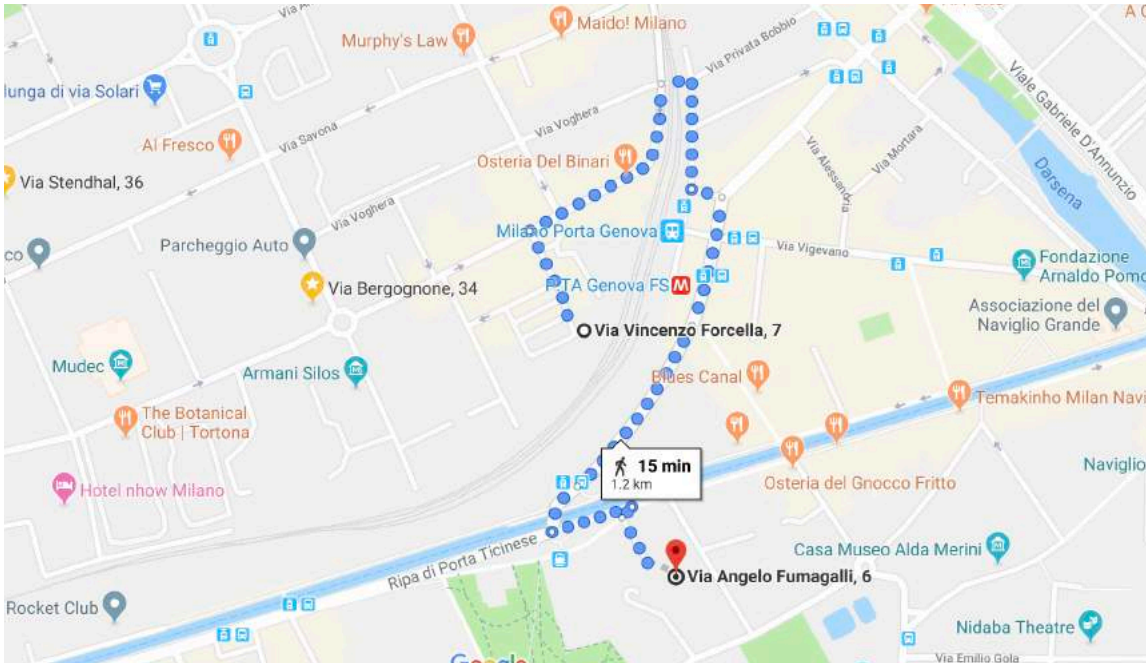 Maido! Milano
Murphy's Law
Via Privata Bobbio
lunga di via Solari
Via Voghera
Viale Gabriele D'Annunzio
Via Savona
Al Fresco
Osteria Del Binari
Via Mortara
Via Alessandria
Darsena
Via Stendhal, 36
Via Voghera
Milano Porta Genova
Parcheggio Auto
Via Vigevano
co
Fondazione
Arnaldo Pomo
P.TA Genova FS
M
Via Bergognone, 34
Associazione del
Naviglio Grande
Via Vincenzo Forcella, 7
Mudec
Armani Silos
Blues Canal
Temakinho Milan Navi
The Botanical
Club | Tortona
15 min
1.2 km
Naviglio
Osteria del Gnocco Fritto
Hotel nhow Milano
Ripa di Porta Ticinese
Casa Museo Alda Merini
Via Angelo Fumagalli, 6
Rocket Club
Nidaba Theatre
Via Emilio Gola
Google